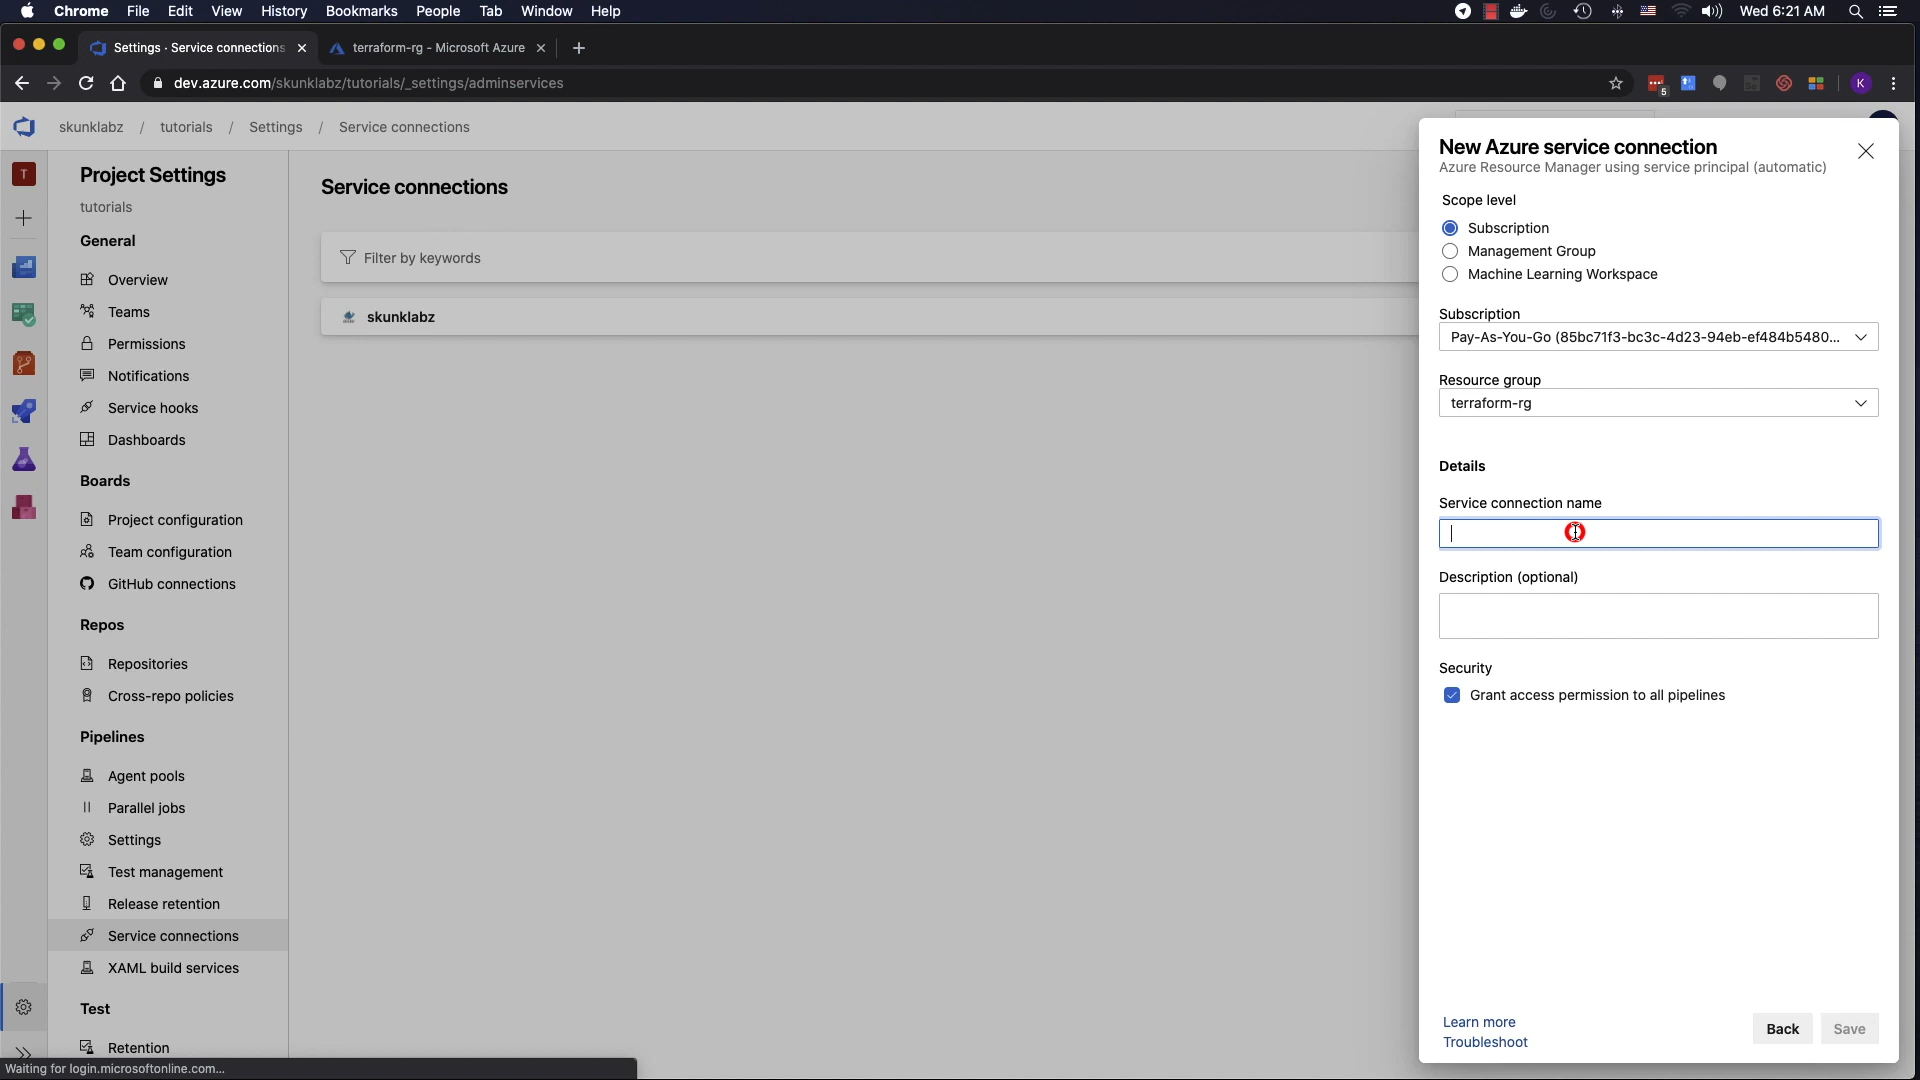 Chrome File Edit View History Bookmarks People Tab Window Help Wed 6:21 AM
Settings · Service connections terraform-rg - Microsoft Azure
dev.azure.com/skunklabz/tutorials/_settings/adminservices 5 K
skunklabz / tutorials / Settings / Service connections
T
Project Settings
tutorials
General
Overview
Teams
Permissions
Notifications
Service hooks
Dashboards
Boards
Project configuration
Team configuration
GitHub connections
Repos
Repositories
Cross-repo policies
Pipelines
Agent pools
Parallel jobs
Settings
Test management
Release retention
Service connections
XAML build services
Test
Retention
Waiting for login.microsoftonline.com...
Service connections
Filter by keywords
skunklabz
New Azure service connection
Azure Resource Manager using service principal (automatic)
Scope level
Subscription
Management Group
Machine Learning Workspace
Subscription
Pay-As-You-Go (85bc71f3-bc3c-4d23-94eb-ef484b5480...
Resource group
terraform-rg
Details
Service connection name
Description (optional)
Security
Grant access permission to all pipelines
Learn more
Troubleshoot
Back Save